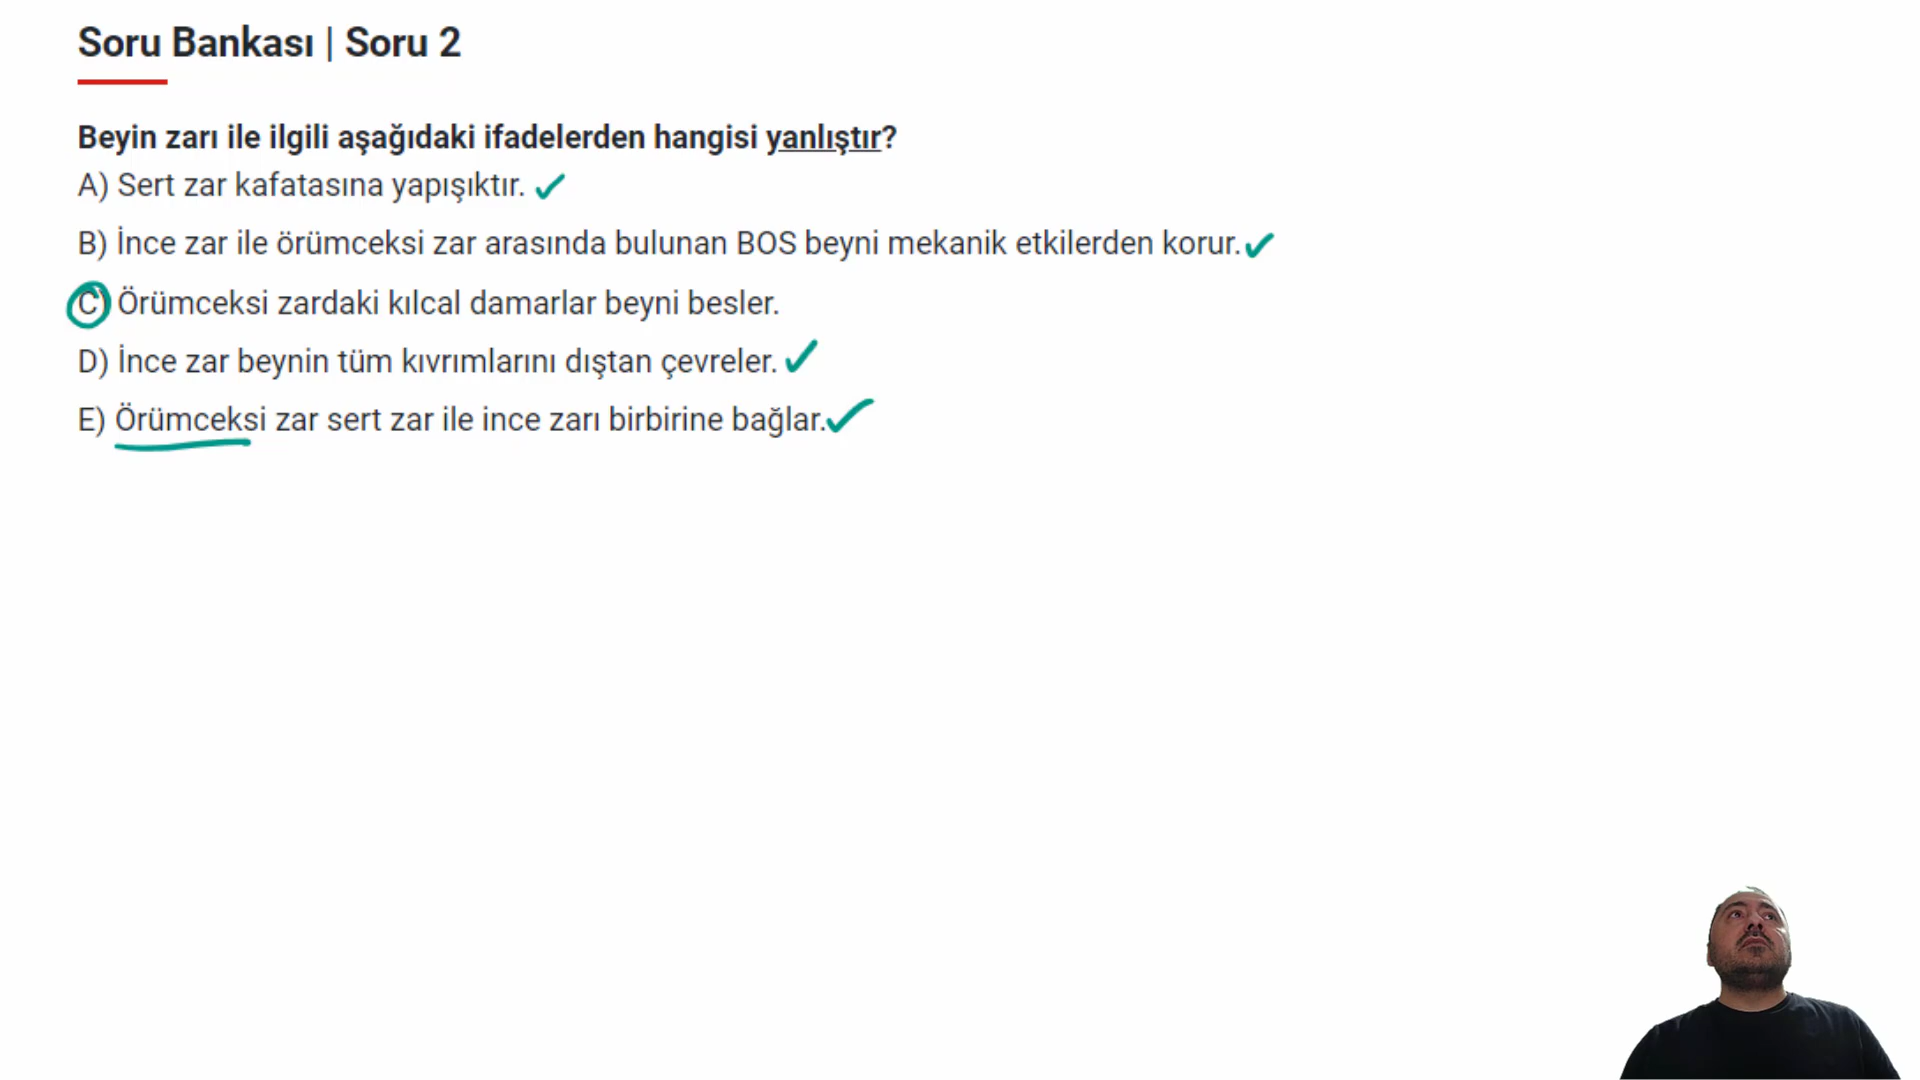 Soru Bankası | Soru 2
Beyin zarı ile ilgili aşağıdaki ifadelerden hangisi yanlıştır?
A) Sert zar kafatasına yapışıktır.
B) İnce zar ile örümceksi zar arasında bulunan BOS beyni mekanik etkilerden korur.
C) Örümceksi zardaki kılcal damarlar beyni besler.
D) İnce zar beynin tüm kıvrımlarını dıştan çevreler.
E) Örümceksi zar sert zar ile ince zarı birbirine bağlar.